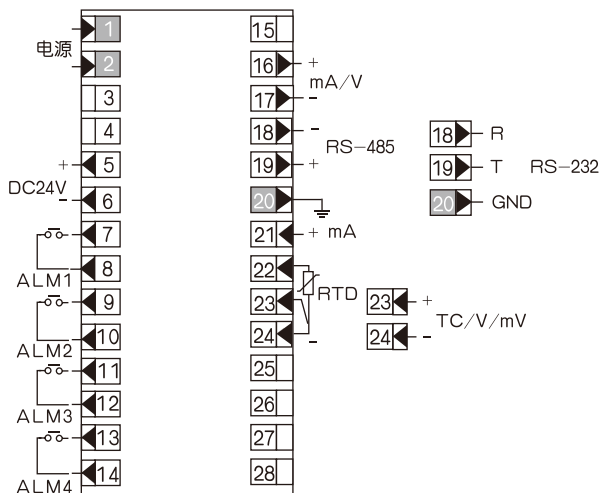 电源
1
2
3
4
+
5
DC24V
-
6
7
8
ALM1
9
10
ALM2
11
12
ALM3
13
14
ALM4
15
16 +
mA/V
17 -
18 -
RS-485
19 +
20
21 + mA
22
RTD
23
24 -
25
26
27
28
18 R
19 T RS-232
20 GND
23 +
TC/V/mV
24 -